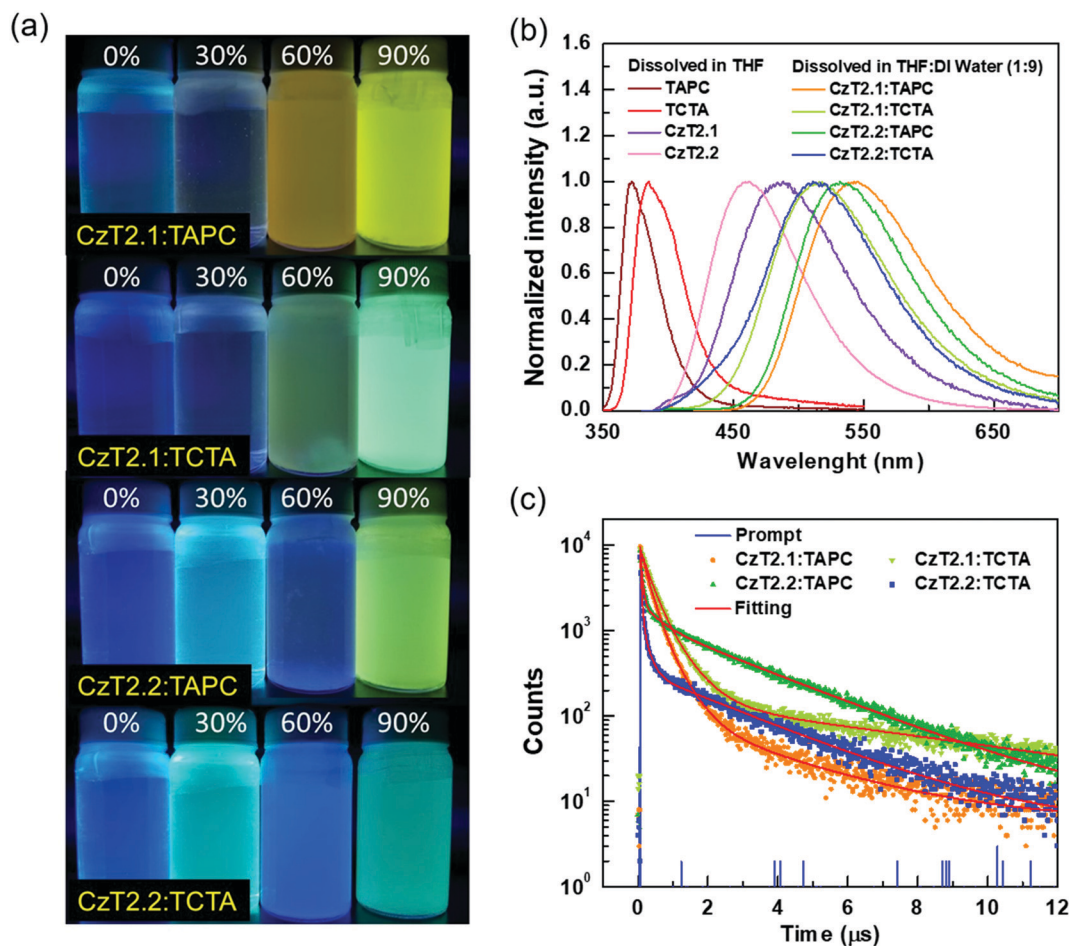 (a)
0% 30% 60% 90%
CzT2.1:TAPC
0% 30% 60% 90%
CzT2.1:TCTA
0% 30% 60% 90%
CzT2.2:TAPC
0% 30% 60% 90%
CzT2.2:TCTA
(b)
Normalized intensity (a.u.)
1.6
1.4
1.2
1.0
0.8
0.6
0.4
0.2
0.0
Dissolved in THF
TAPC
TCTA
CzT2.1
CzT2.2
Dissolved in THF:DI Water (1:9)
CzT2.1:TAPC
CzT2.1:TCTA
CzT2.2:TAPC
CzT2.2:TCTA
350 450 550 650
Wavelenght (nm)
(c)
Counts
10⁴
10³
10²
10¹
10⁰
Prompt
CzT2.1:TAPC CzT2.1:TCTA
CzT2.2:TAPC CzT2.2:TCTA
Fitting
0 2 4 6 8 10 12
Time (μs)